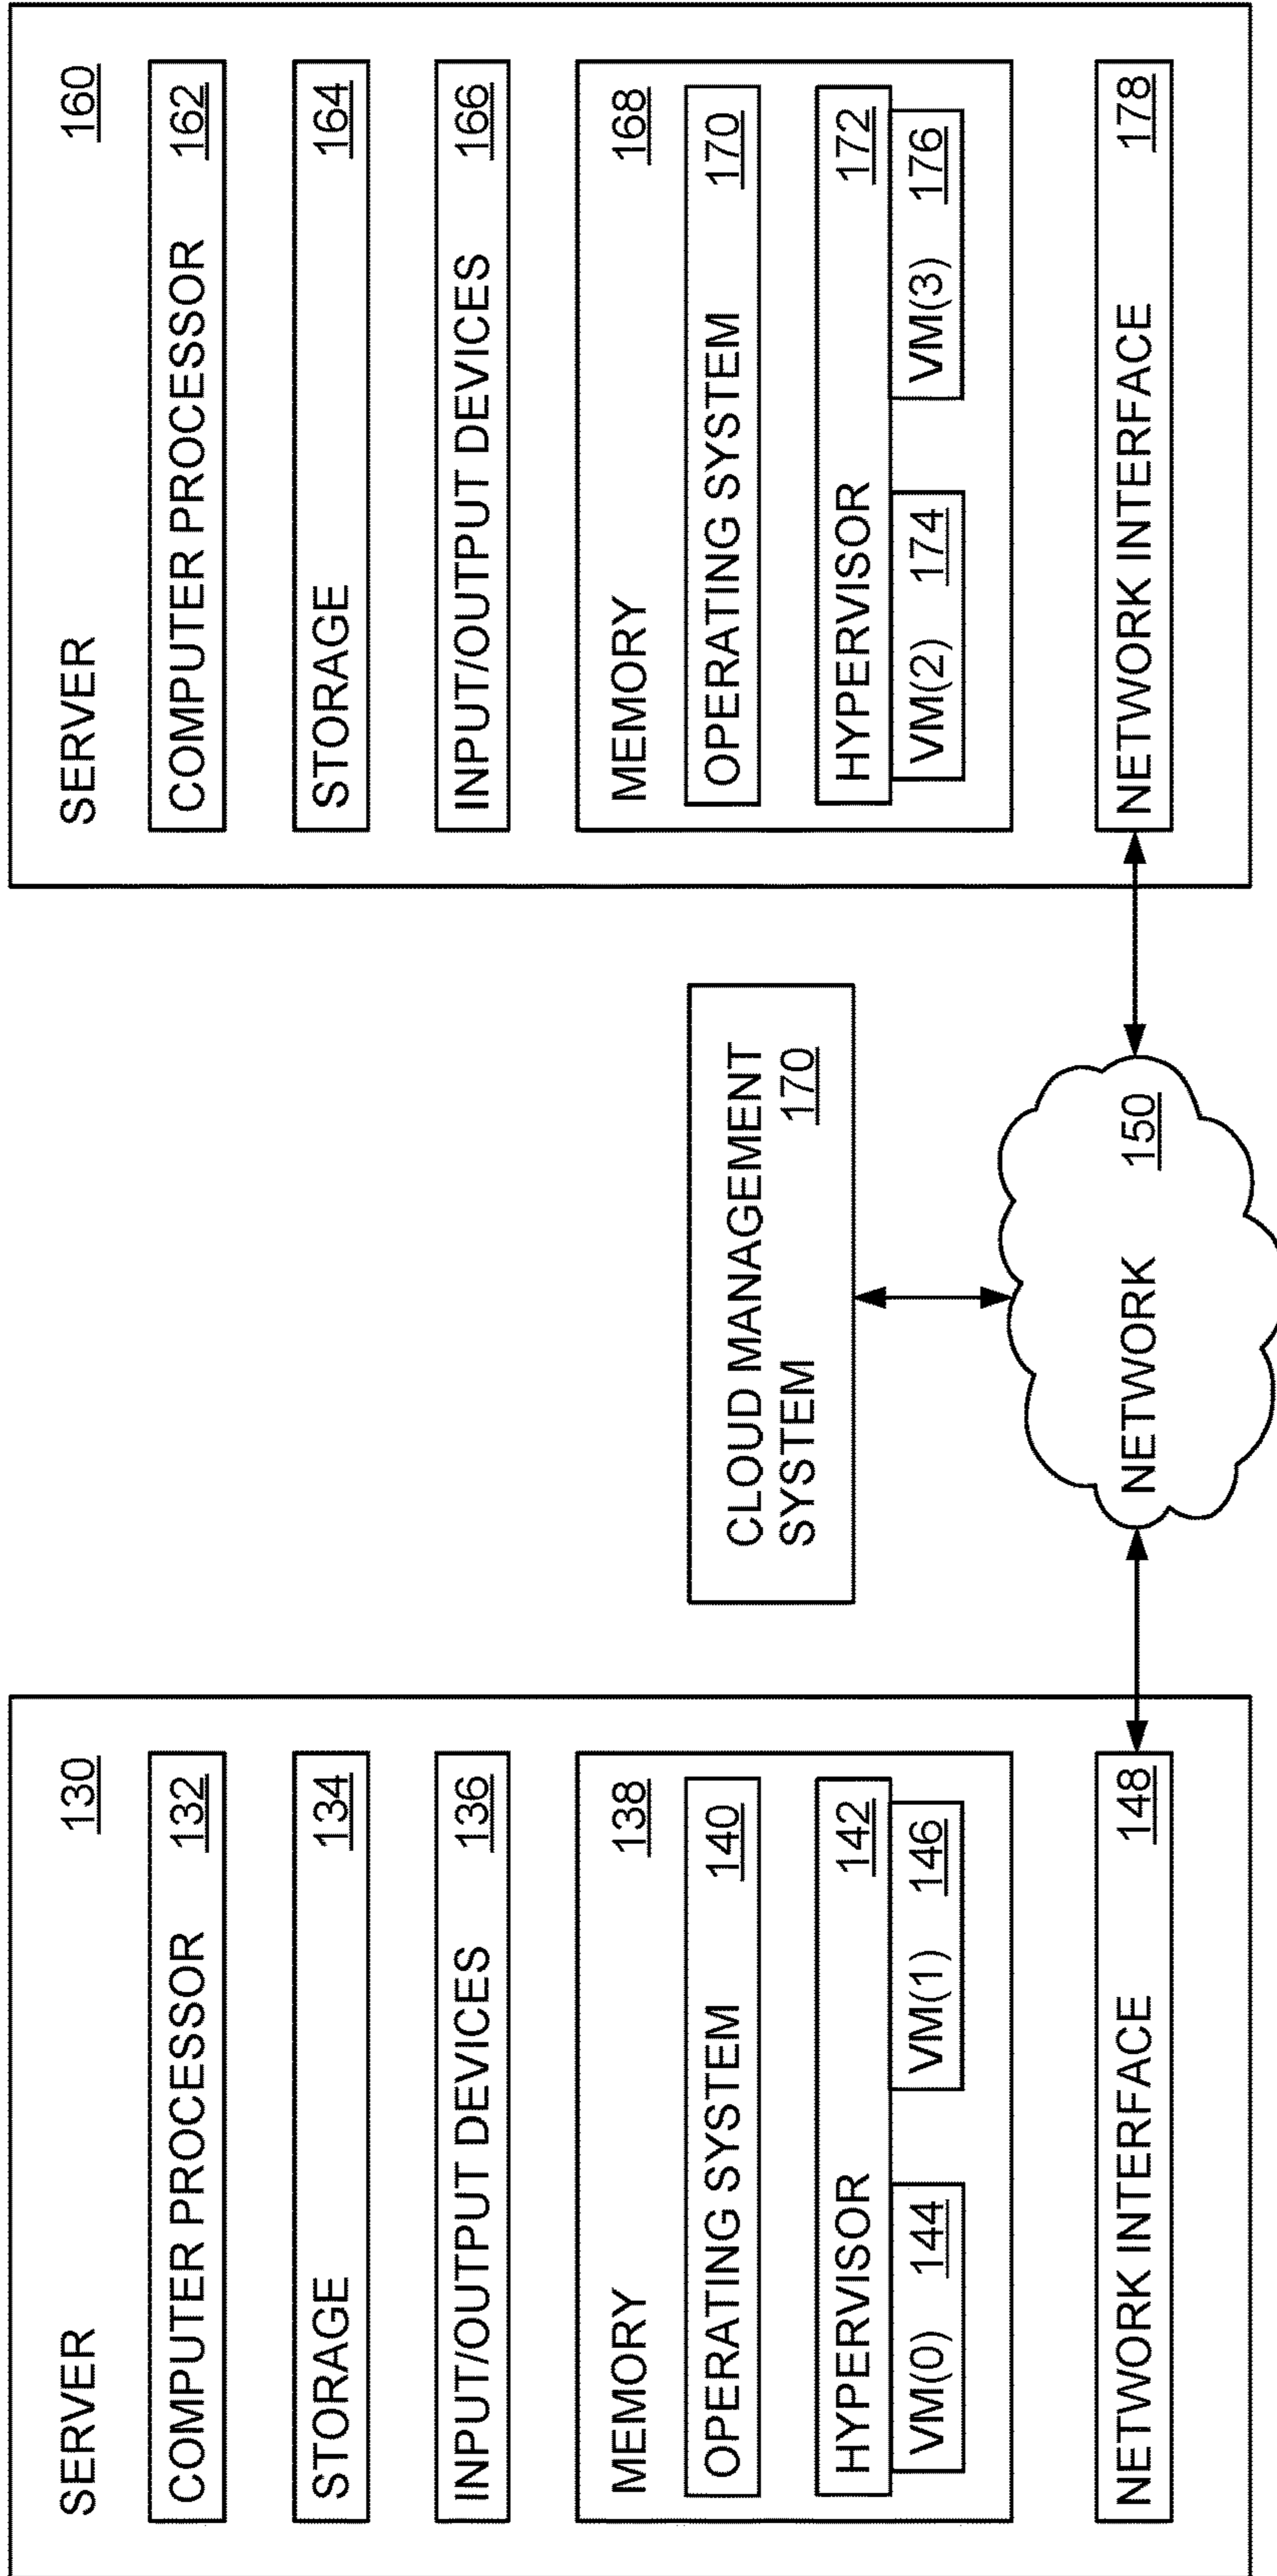 SERVER 130
COMPUTER PROCESSOR 132
STORAGE 134
INPUT/OUTPUT DEVICES 136
MEMORY 138
OPERATING SYSTEM 140
HYPERVISOR 142
VM(0) 144
VM(1) 146
NETWORK INTERFACE 148
CLOUD MANAGEMENT
SYSTEM 170
NETWORK 150
SERVER 160
COMPUTER PROCESSOR 162
STORAGE 164
INPUT/OUTPUT DEVICES 166
MEMORY 168
OPERATING SYSTEM 170
HYPERVISOR 172
VM(2) 174
VM(3) 176
NETWORK INTERFACE 178